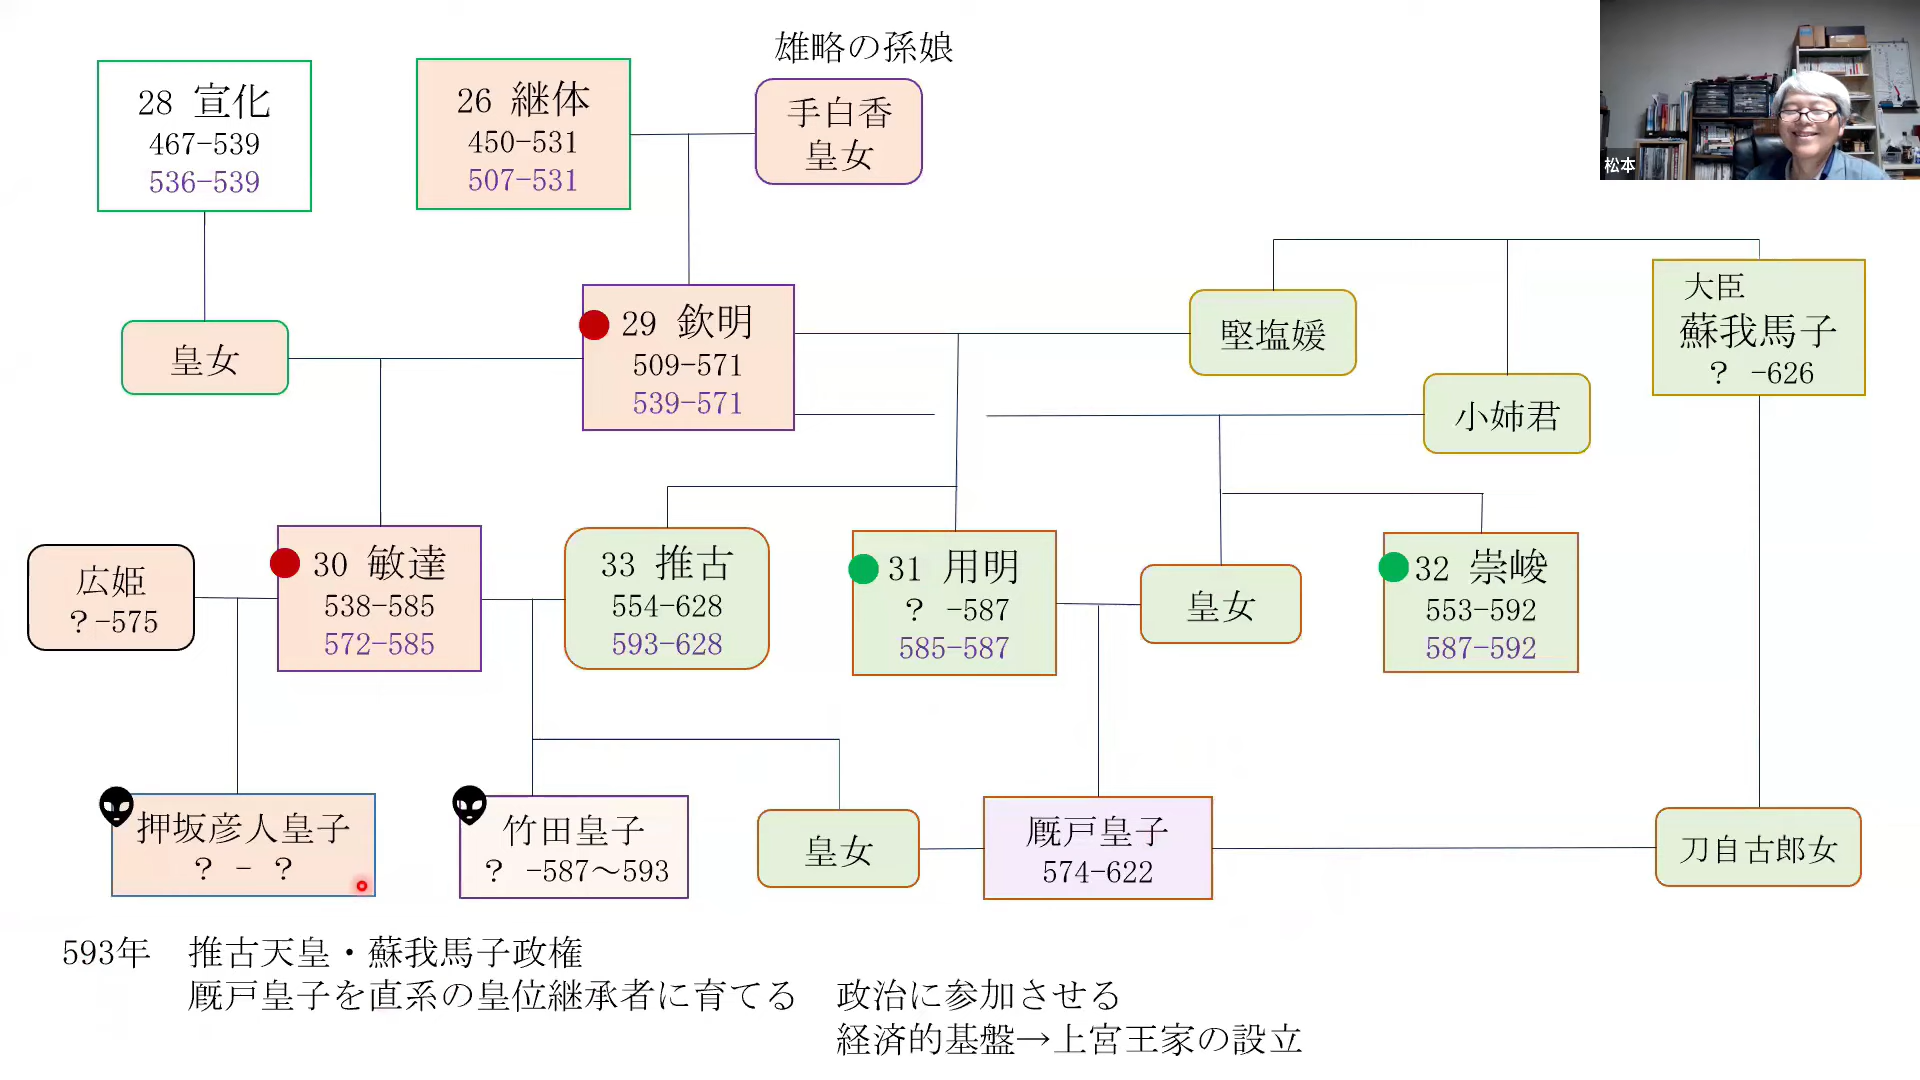 雄略の孫娘
28 宣化
467-539
536-539
26 継体
450-531
507-531
手白香
皇女
松本
皇女
29 欽明
509-571
539-571
堅塩媛
小姉君
大臣
蘇我馬子
? -626
広姫
?-575
30 敏達
538-585
572-585
33 推古
554-628
593-628
31 用明
? -587
585-587
皇女
32 崇峻
553-592
587-592
押坂彦人皇子
? - ?
竹田皇子
? -587～593
皇女
厩戸皇子
574-622
刀自古郎女
593年 推古天皇・蘇我馬子政権
厩戸皇子を直系の皇位継承者に育てる 政治に参加させる
経済的基盤→上宮王家の設立